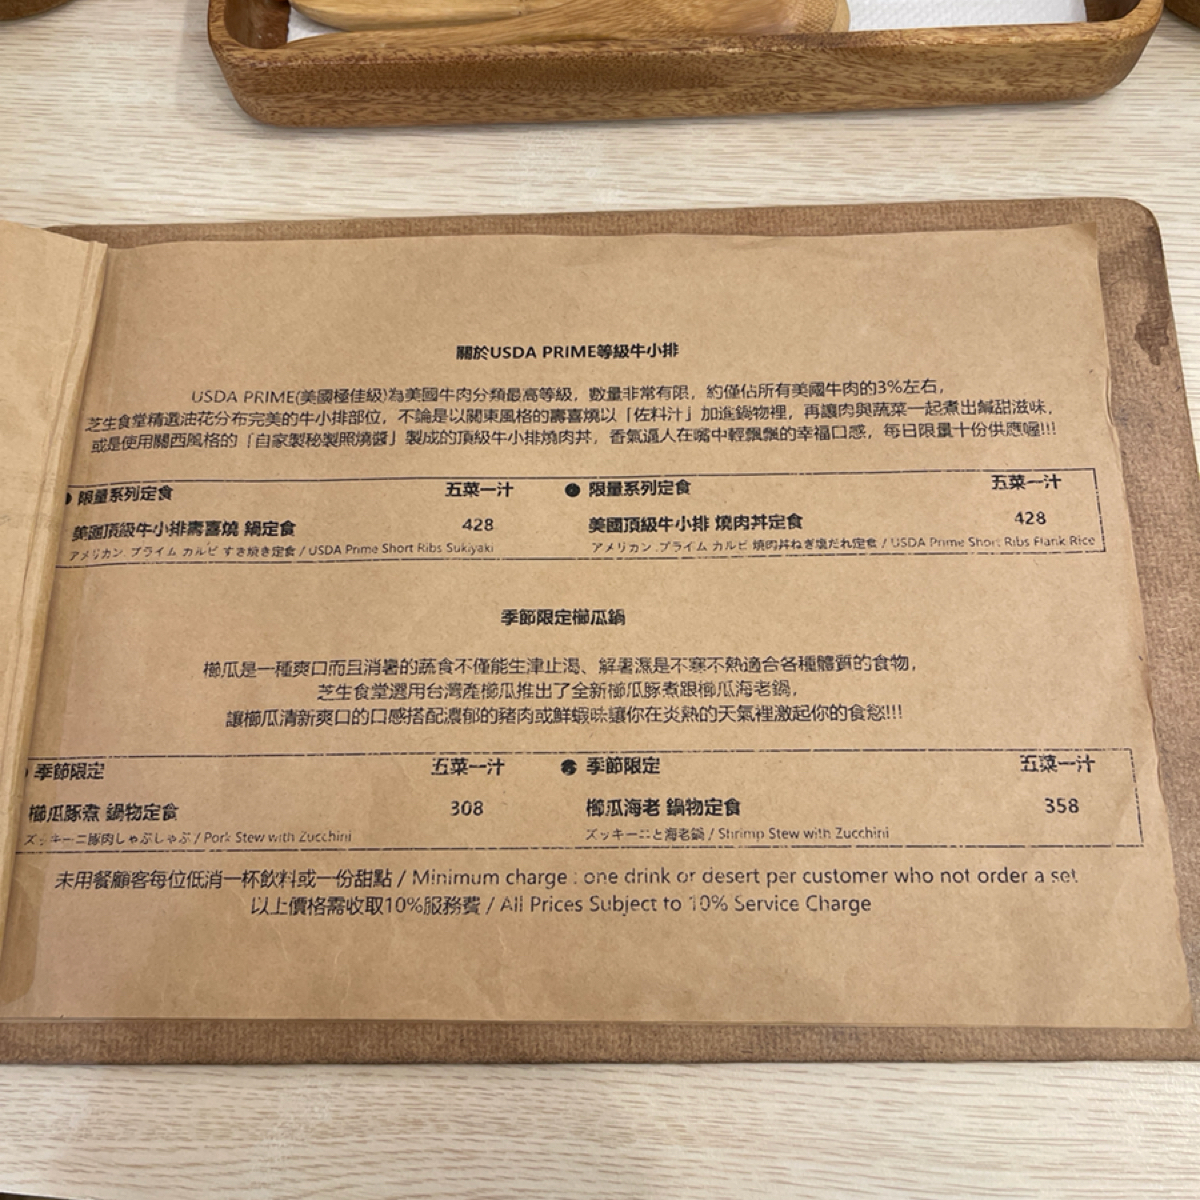 關於USDA PRIME等級牛小排
USDA PRIME(美國極佳級)為美國牛肉分類最高等級，數量非常有限，約僅佔所有美國牛肉的3%左右，
芝生食堂精選油花分布完美的牛小排部位，不論是以關東風格的壽喜燒以「佐料汁」加進鍋物裡，再讓肉與蔬菜一起煮出鹹甜滋味，
或是使用關西風格的「自家製秘製照燒醬」製成的頂級牛小排燒肉丼，香氣逼人在嘴中輕飄飄的幸福口感，每日限量十份供應喔!!!
● 限量系列定食 五菜一汁 ● 限量系列定食 五菜一汁
美國頂級牛小排壽喜燒 鍋定食 428 美國頂級牛小排 燒肉丼定食 428
アメリカン プライム カルビ すき焼き定食 / USDA Prime Short Ribs Sukiyaki アメリカン プライム カルビ 焼肉丼ねぎ塩だれ定食 / USDA Prime Short Ribs Flank Rice
季節限定櫛瓜鍋
櫛瓜是一種爽口而且消暑的蔬食不僅能生津止渴、解暑濕是不寒不熱適合各種體質的食物，
芝生食堂選用台灣產櫛瓜推出了全新櫛瓜豚煮跟櫛瓜海老鍋，
讓櫛瓜清新爽口的口感搭配濃郁的豬肉或鮮蝦味讓你在炎熱的天氣裡激起你的食慾!!!
季節限定 五菜一汁 季節限定 五菜一汁
櫛瓜豚煮 鍋物定食 308 櫛瓜海老 鍋物定食 358
ズッキーニ豚肉しゃぶしゃぶ / Pork Stew with Zucchini ズッキーニと海老鍋 / Shrimp Stew with Zucchini
未用餐顧客每位低消一杯飲料或一份甜點 / Minimum charge : one drink or desert per customer who not order a set
以上價格需收取10%服務費 / All Prices Subject to 10% Service Charge